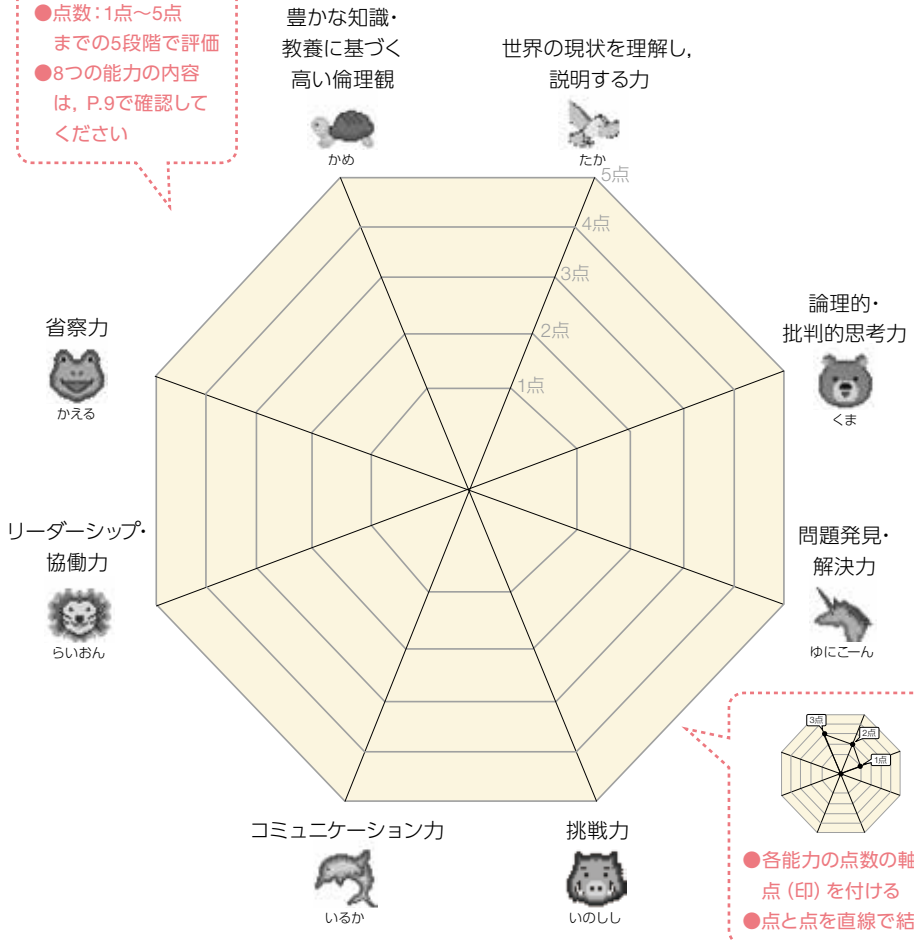 ●点数：1点～5点
までの5段階で評価
●8つの能力の内容
は，P.9で確認して
ください
豊かな知識・
教養に基づく
高い倫理観
かめ
世界の現状を理解し，
説明する力
たか
5点
4点
3点
2点
1点
論理的・
批判的思考力
くま
省察力
かえる
リーダーシップ・
協働力
らいおん
問題発見・
解決力
ゆにこーん
コミュニケーション力
いるか
挑戦力
いのしし
3点
2点
1点
●各能力の点数の軸
点（印）を付ける
●点と点を直線で結